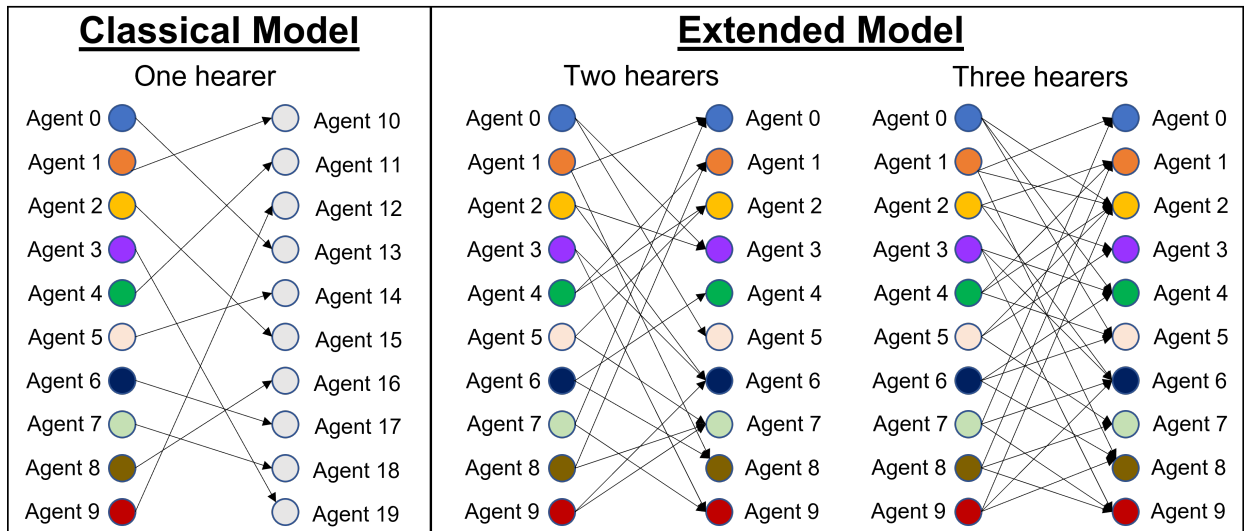 Classical Model
One hearer
Agent 0
Agent 10
Agent 1
Agent 11
Agent 2
Agent 12
Agent 3
Agent 13
Agent 4
Agent 14
Agent 5
Agent 15
Agent 6
Agent 16
Agent 7
Agent 17
Agent 8
Agent 18
Agent 9
Agent 19
Extended Model
Two hearers
Agent 0
Agent 0
Agent 1
Agent 1
Agent 2
Agent 2
Agent 3
Agent 3
Agent 4
Agent 4
Agent 5
Agent 5
Agent 6
Agent 6
Agent 7
Agent 7
Agent 8
Agent 8
Agent 9
Agent 9
Three hearers
Agent 0
Agent 0
Agent 1
Agent 1
Agent 2
Agent 2
Agent 3
Agent 3
Agent 4
Agent 4
Agent 5
Agent 5
Agent 6
Agent 6
Agent 7
Agent 7
Agent 8
Agent 8
Agent 9
Agent 9